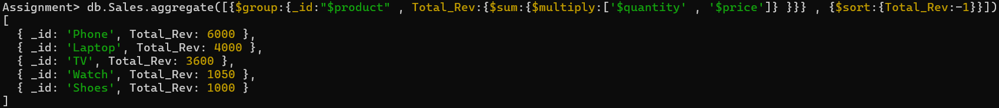 Assignment> db.Sales.aggregate([{$group:{_id:"$product" , Total_Rev:{$sum:{$multiply:['$quantity' , '$price']} }}} , {$sort:{Total_Rev:-1}}])
[
  { _id: 'Phone', Total_Rev: 6000 },
  { _id: 'Laptop', Total_Rev: 4000 },
  { _id: 'TV', Total_Rev: 3600 },
  { _id: 'Watch', Total_Rev: 1050 },
  { _id: 'Shoes', Total_Rev: 1000 }
]